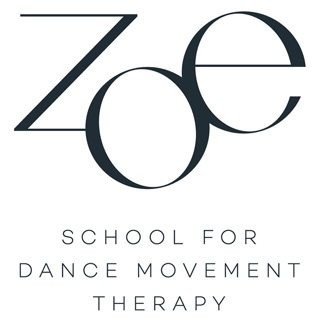 Zoe
SCHOOL FOR
DANCE MOVEMENT
THERAPY